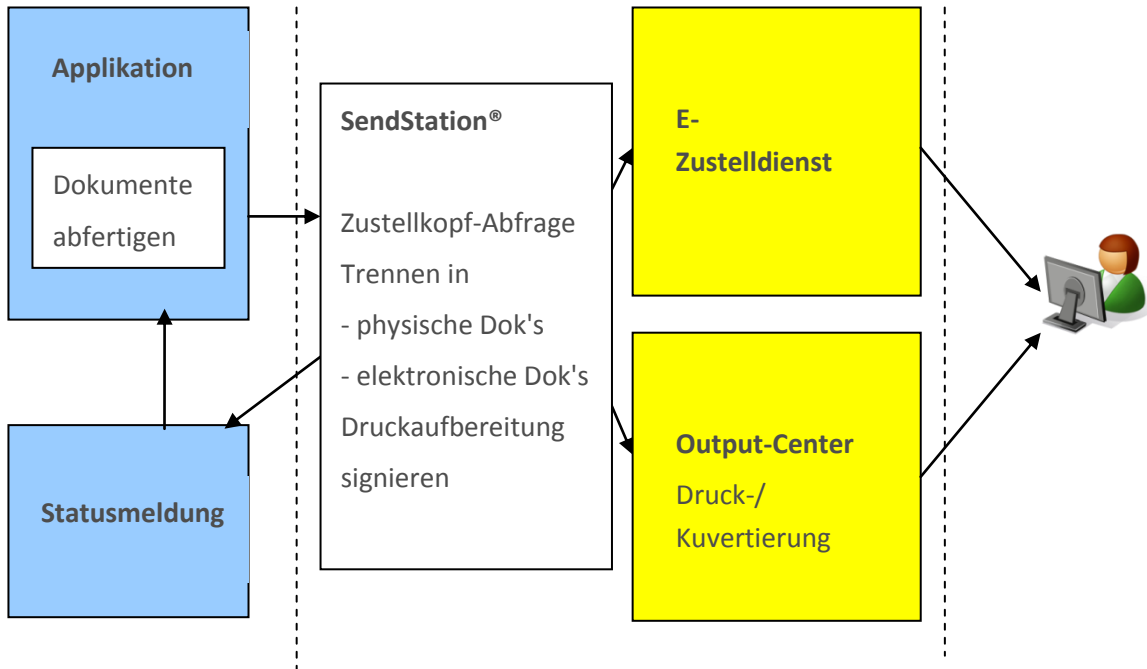 Applikation
Dokumente
abfertigen
Statusmeldung
SendStation®
Zustellkopf-Abfrage
Trennen in
- physische Dok's
- elektronische Dok's
Druckaufbereitung
signieren
E-
Zustelldienst
Output-Center
Druck-/
Kuvertierung